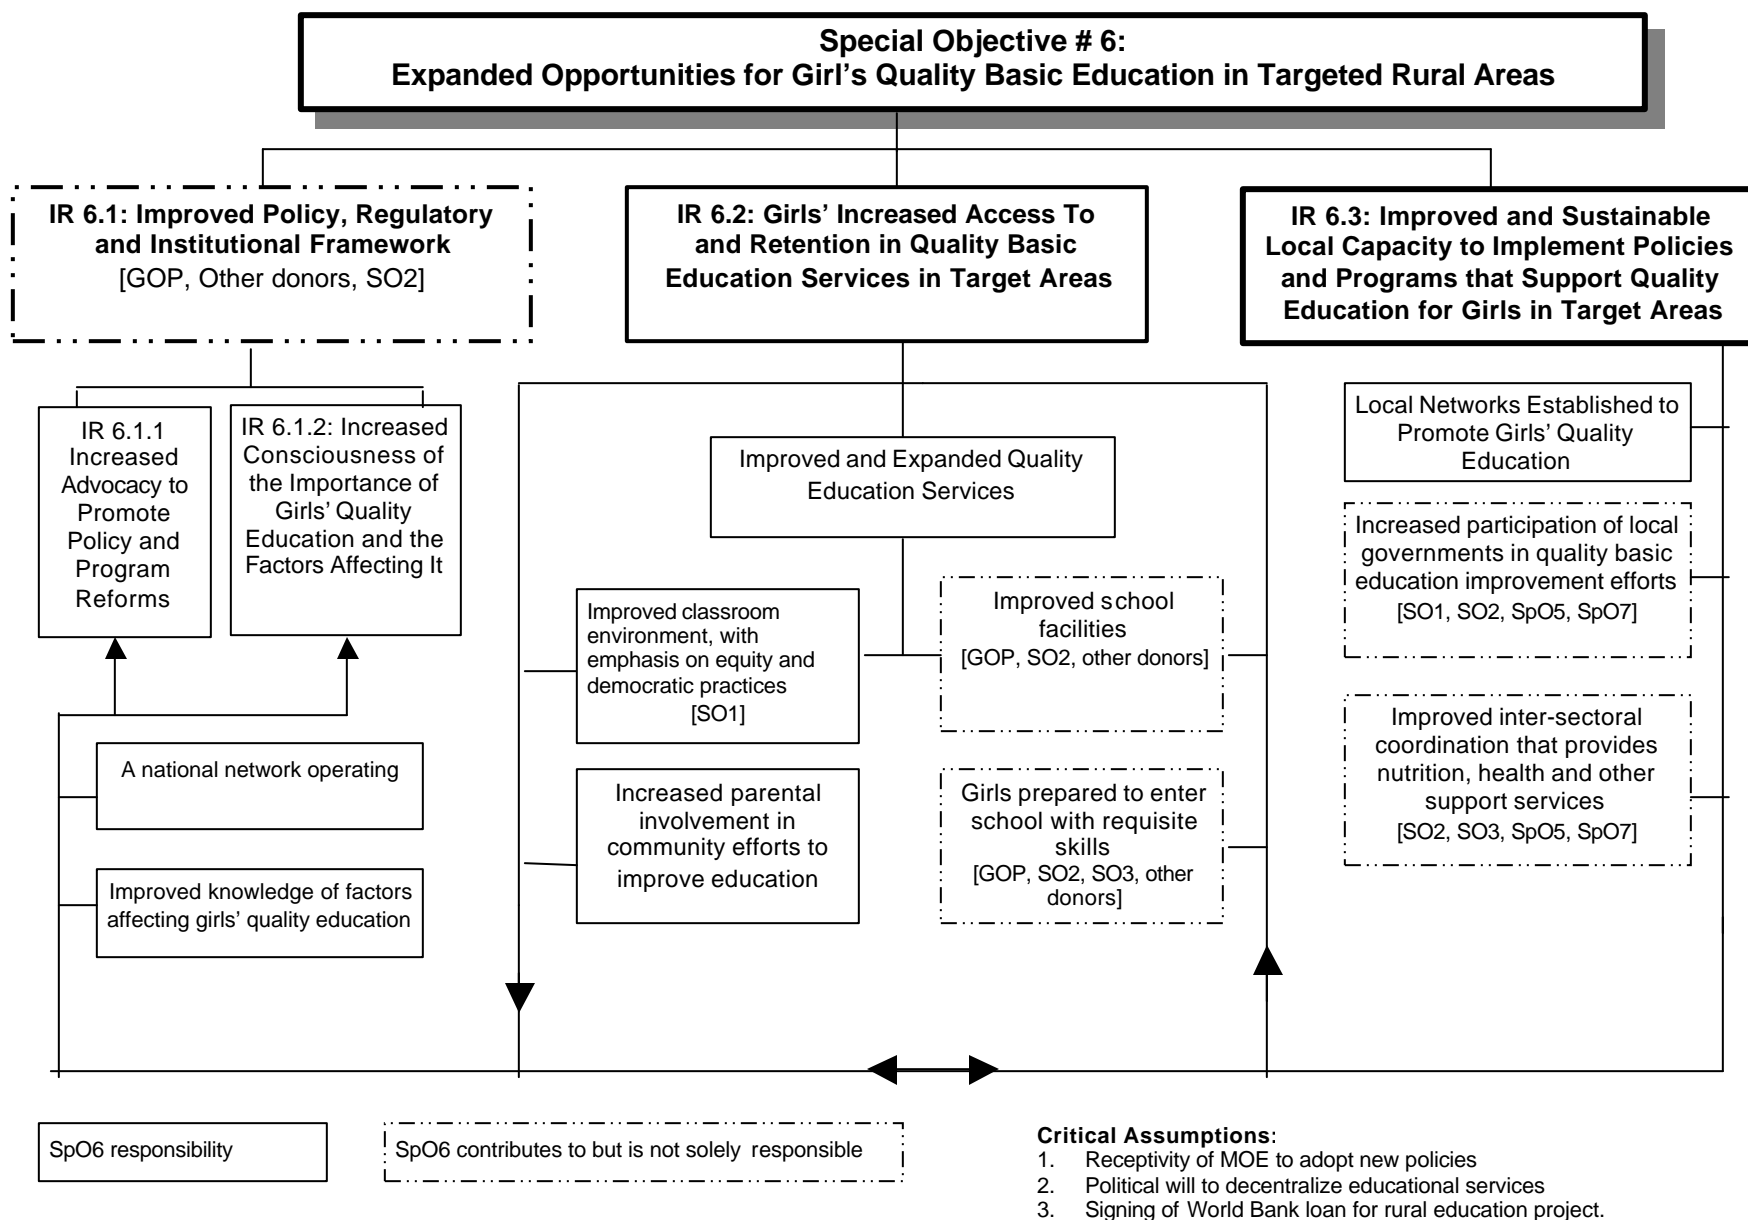 Special Objective # 6:
Expanded Opportunities for Girl's Quality Basic Education in Targeted Rural Areas
IR 6.1: Improved Policy, Regulatory
and Institutional Framework
[GOP, Other donors, SO2]
IR 6.2: Girls' Increased Access To
and Retention in Quality Basic
Education Services in Target Areas
IR 6.3: Improved and Sustainable
Local Capacity to Implement Policies
and Programs that Support Quality
Education for Girls in Target Areas
IR 6.1.1
Increased
Advocacy to
Promote
Policy and
Program
Reforms
IR 6.1.2: Increased
Consciousness of
the Importance of
Girls' Quality
Education and the
Factors Affecting It
A national network operating
Improved knowledge of factors
affecting girls' quality education
Improved and Expanded Quality
Education Services
Improved classroom
environment, with
emphasis on equity and
democratic practices
[SO1]
Improved school
facilities
[GOP, SO2, other donors]
Increased parental
involvement in
community efforts to
improve education
Girls prepared to enter
school with requisite
skills
[GOP, SO2, SO3, other
donors]
Local Networks Established to
Promote Girls' Quality
Education
Increased participation of local
governments in quality basic
education improvement efforts
[SO1, SO2, SpO5, SpO7]
Improved inter-sectoral
coordination that provides
nutrition, health and other
support services
[SO2, SO3, SpO5, SpO7]
SpO6 responsibility
SpO6 contributes to but is not solely responsible
Critical Assumptions:
1. Receptivity of MOE to adopt new policies
2. Political will to decentralize educational services
3. Signing of World Bank loan for rural education project.